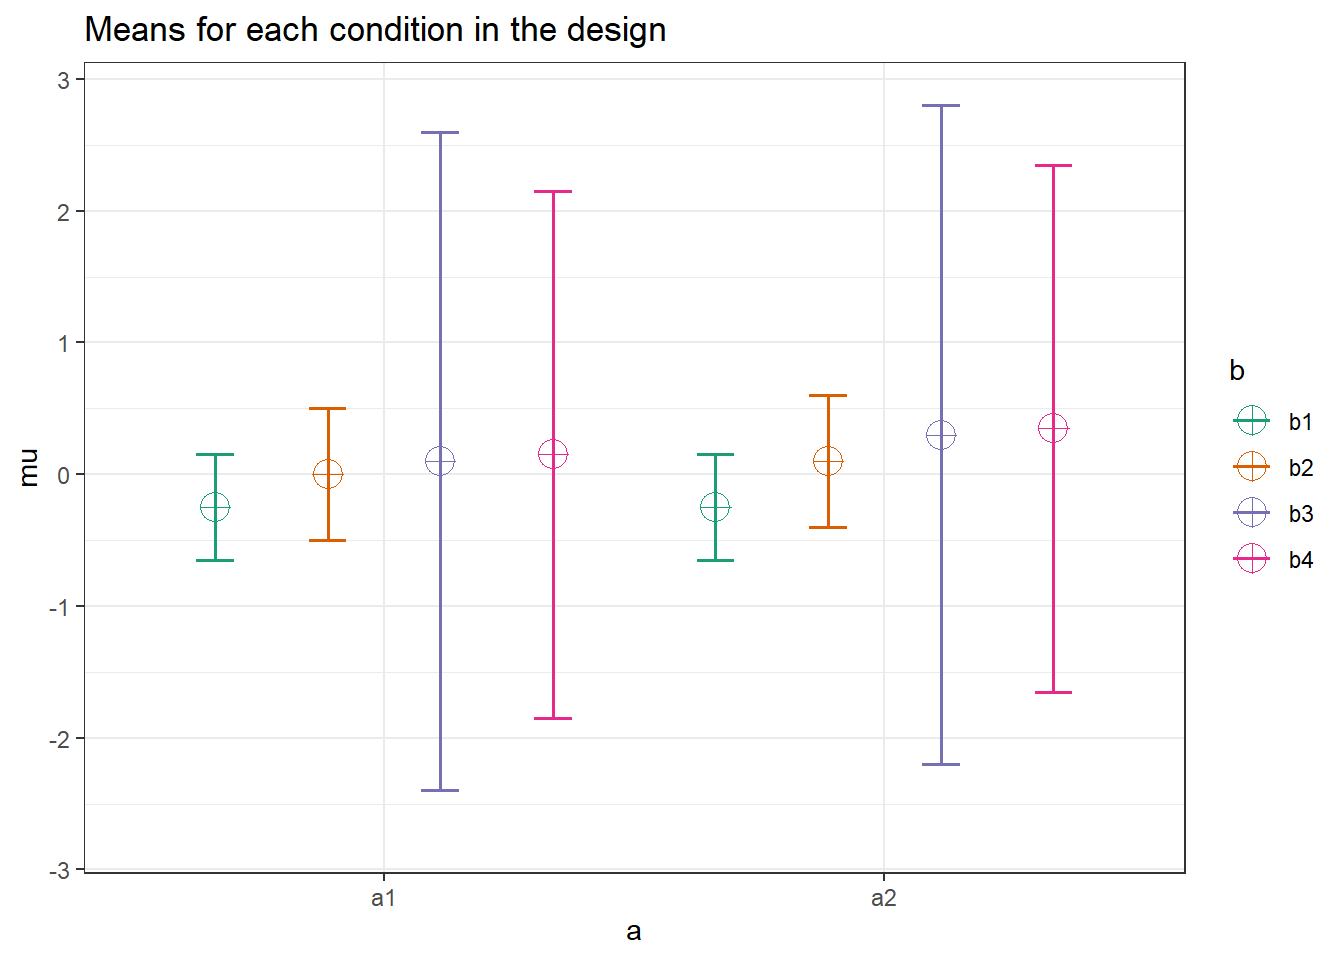 Means for each condition in the design
3
2
1
0
-1
-2
-3
mu
a1
a2
a
b
b1
b2
b3
b4